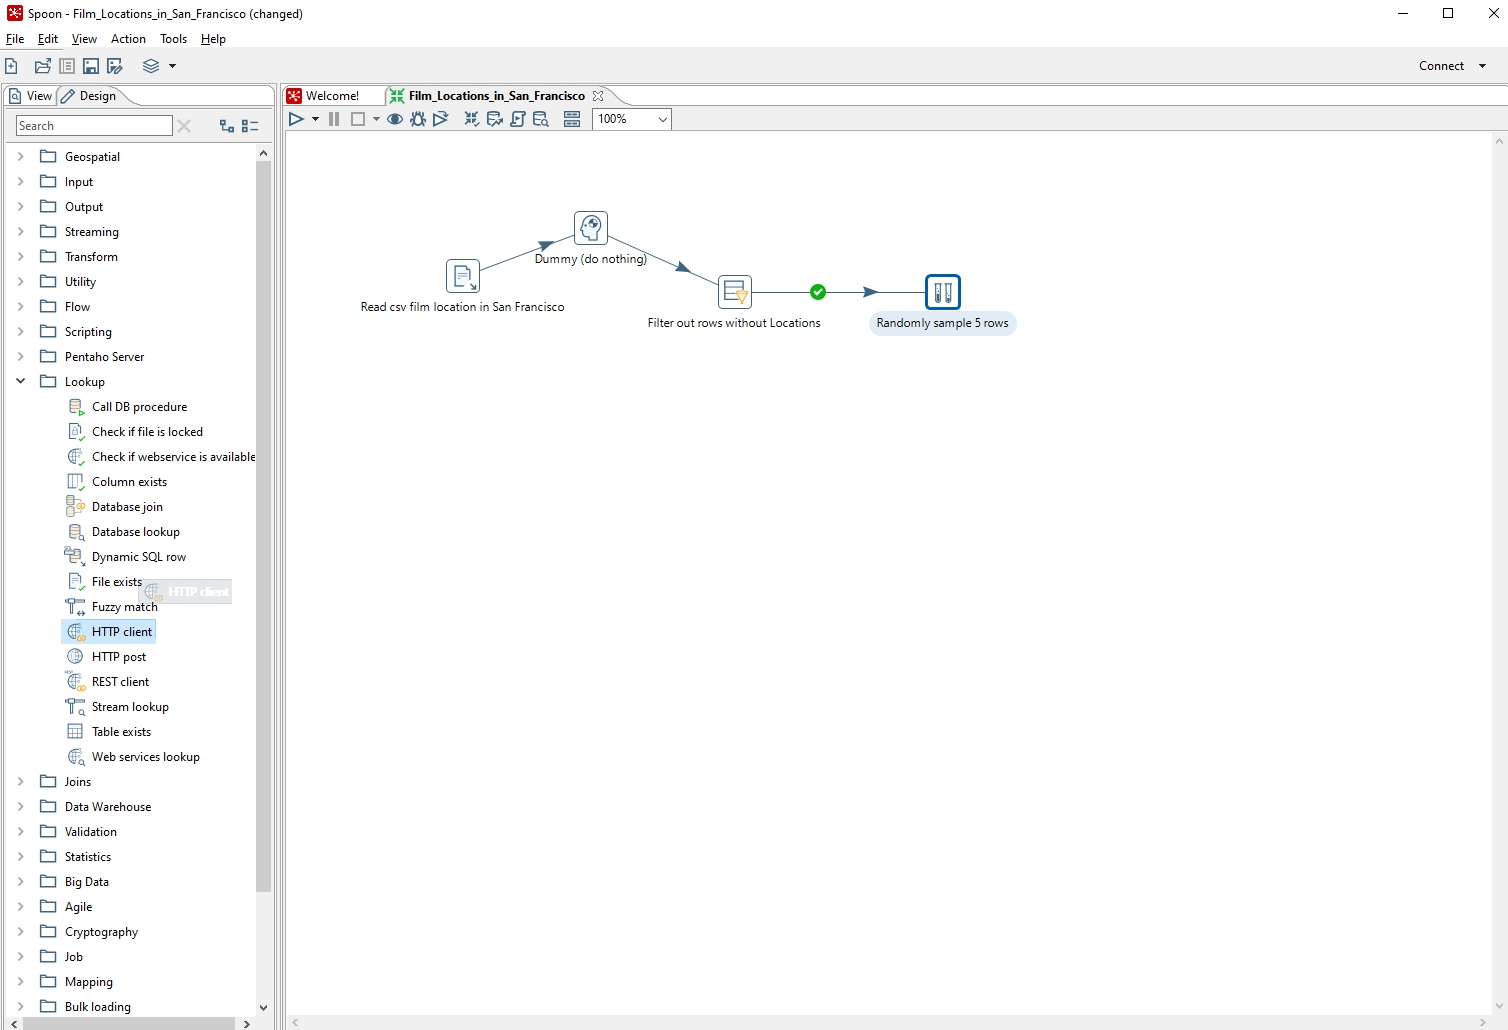 Spoon - Film_Locations_in_San_Francisco (changed)
File Edit View Action Tools Help
Connect
View Design
Welcome! Film_Locations_in_San_Francisco
Search
100%
Geospatial
Input
Output
Streaming
Transform
Utility
Flow
Scripting
Pentaho Server
Lookup
Call DB procedure
Check if file is locked
Check if webservice is available
Column exists
Database join
Database lookup
Dynamic SQL row
File exists
HTTP client
Fuzzy match
HTTP client
HTTP post
REST client
Stream lookup
Table exists
Web services lookup
Joins
Data Warehouse
Validation
Statistics
Big Data
Agile
Cryptography
Job
Mapping
Bulk loading
Dummy (do nothing)
Read csv film location in San Francisco
Filter out rows without Locations
Randomly sample 5 rows